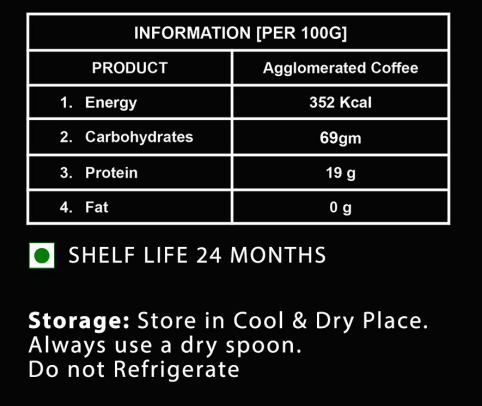 INFORMATION [PER 100G]
PRODUCT Agglomerated Coffee
1. Energy 352 Kcal
2. Carbohydrates 69gm
3. Protein 19 g
4. Fat 0 g
SHELF LIFE 24 MONTHS
Storage: Store in Cool & Dry Place.
Always use a dry spoon.
Do not Refrigerate